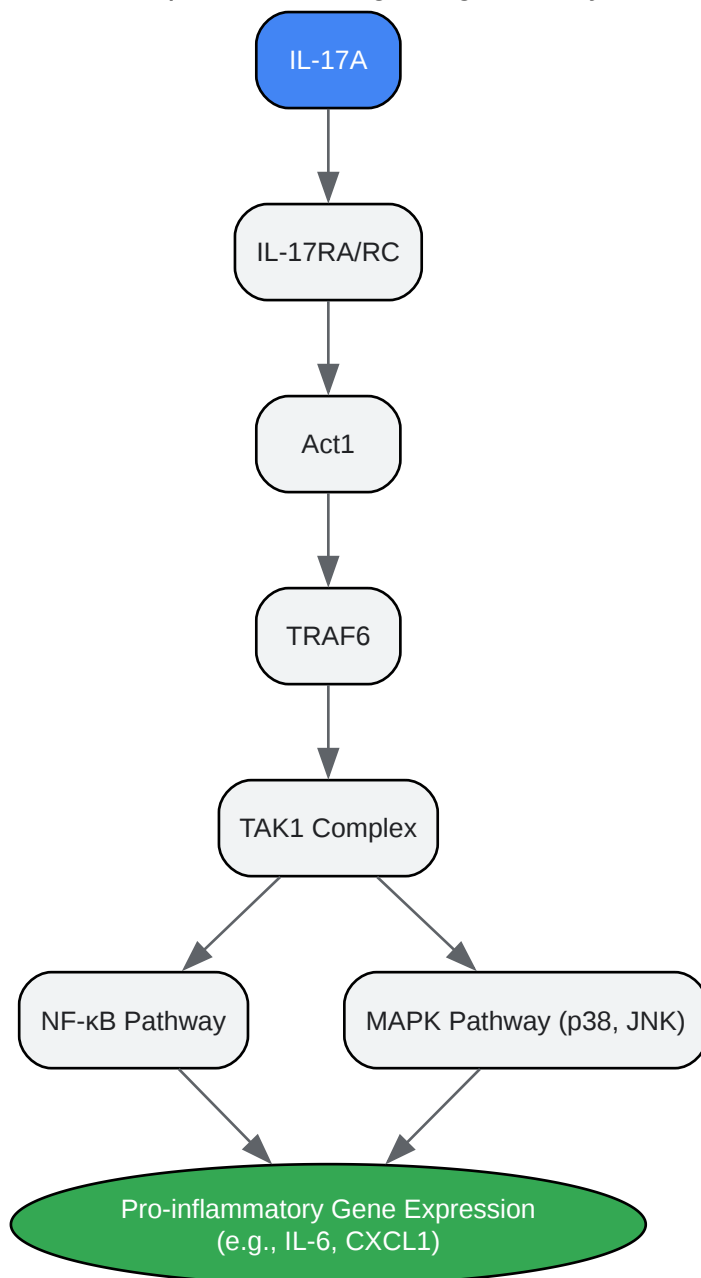 IL-17A
IL-17RA/RC
Act1
TRAF6
TAK1 Complex
NF-κB Pathway
MAPK Pathway (p38, JNK)
Pro-inflammatory Gene Expression
(e.g., IL-6, CXCL1)